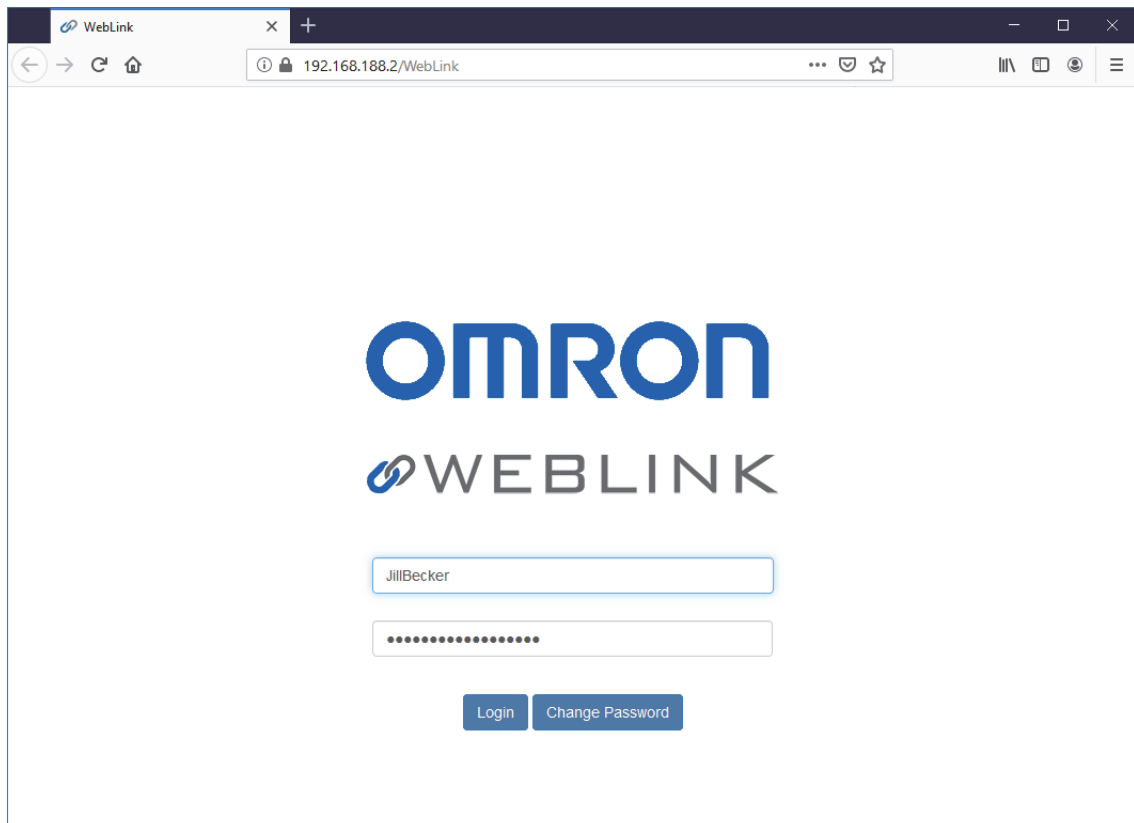 WebLink
192.168.188.2/WebLink
OMRON
WEBLINK
JillBecker
••••••••••••••••••
Login Change Password